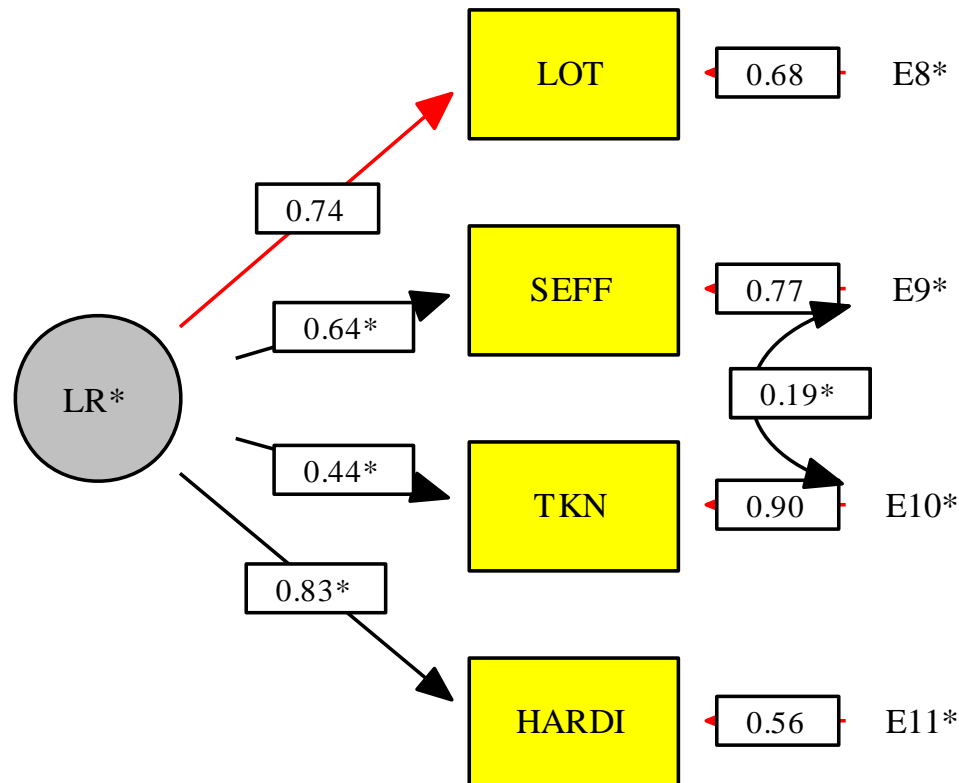 LOT
0.68
E8*
0.74
SEFF
0.77
E9*
0.64*
LR*
0.19*
0.44*
TKN
0.90
E10*
0.83*
HARDI
0.56
E11*